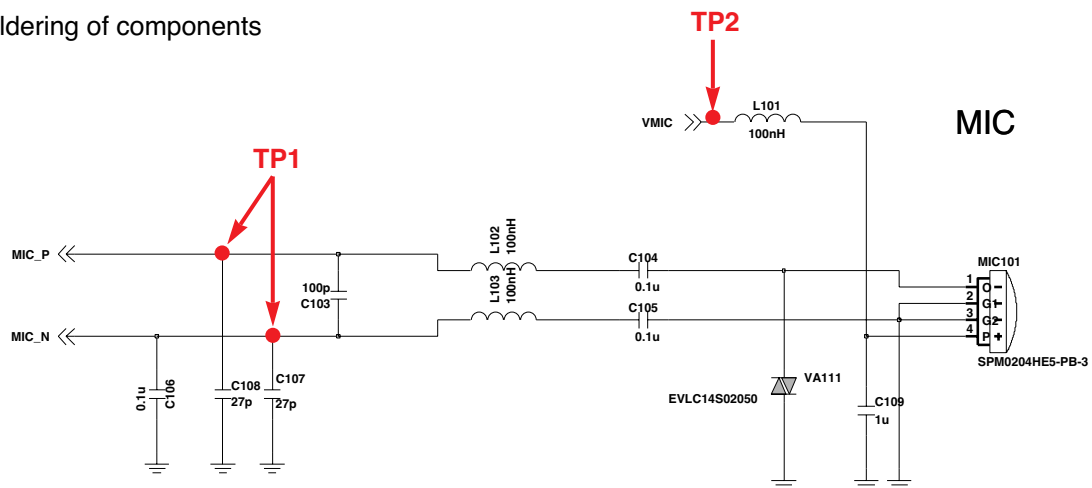 ldering of components
TP2
L101
VMIC
100nH
MIC
TP1
L102
100nH
MIC_P
C104
0.1u
MIC101
100p
C103
L103
100nH
1 O -
2 G1
3 G2 -
4 P +
C105
0.1u
MIC_N
SPM0204HE5-PB-3
0.1u
C106
C108
27p
C107
27p
VA111
EVLC14S02050
C109
1u